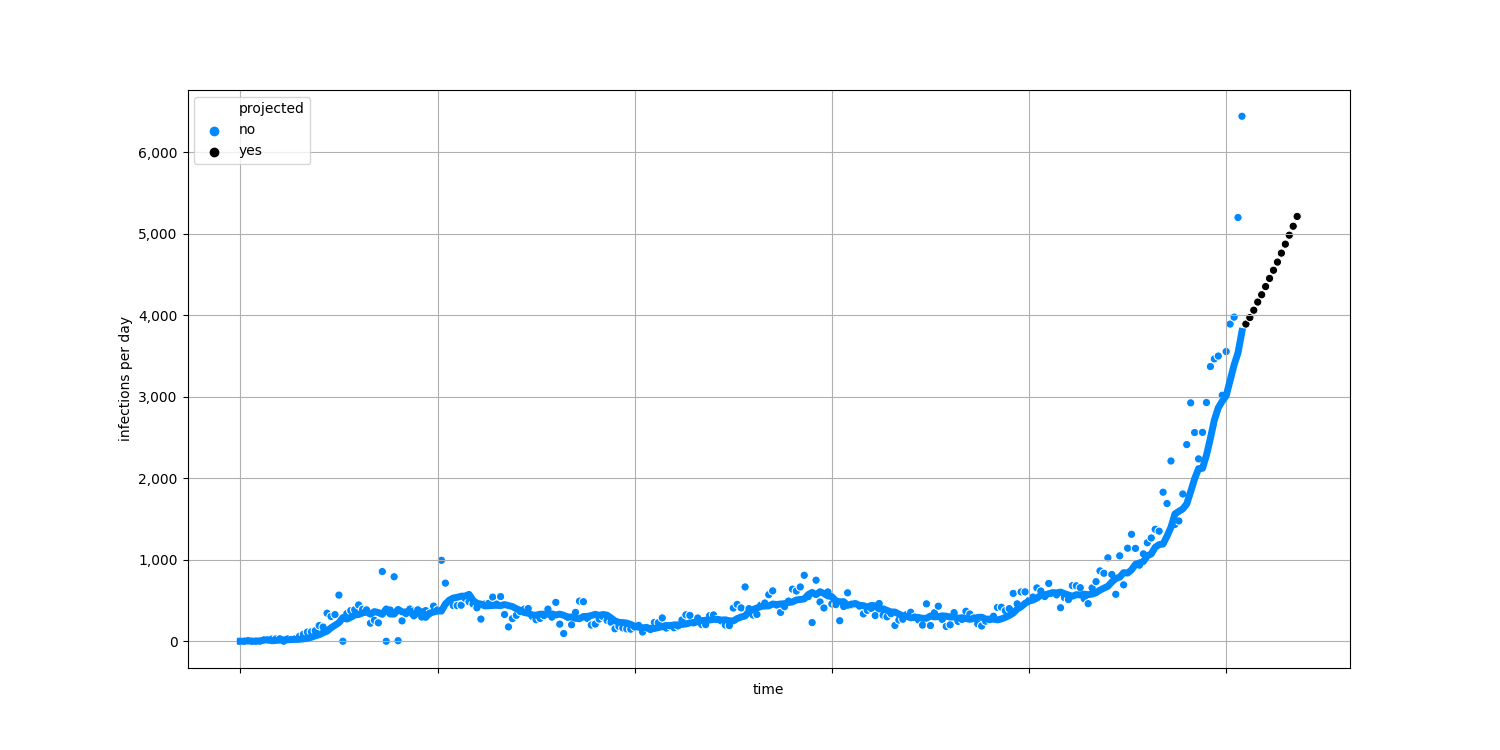 projected
no
yes
6,000
5,000
4,000
3,000
2,000
1,000
0
infections per day
time